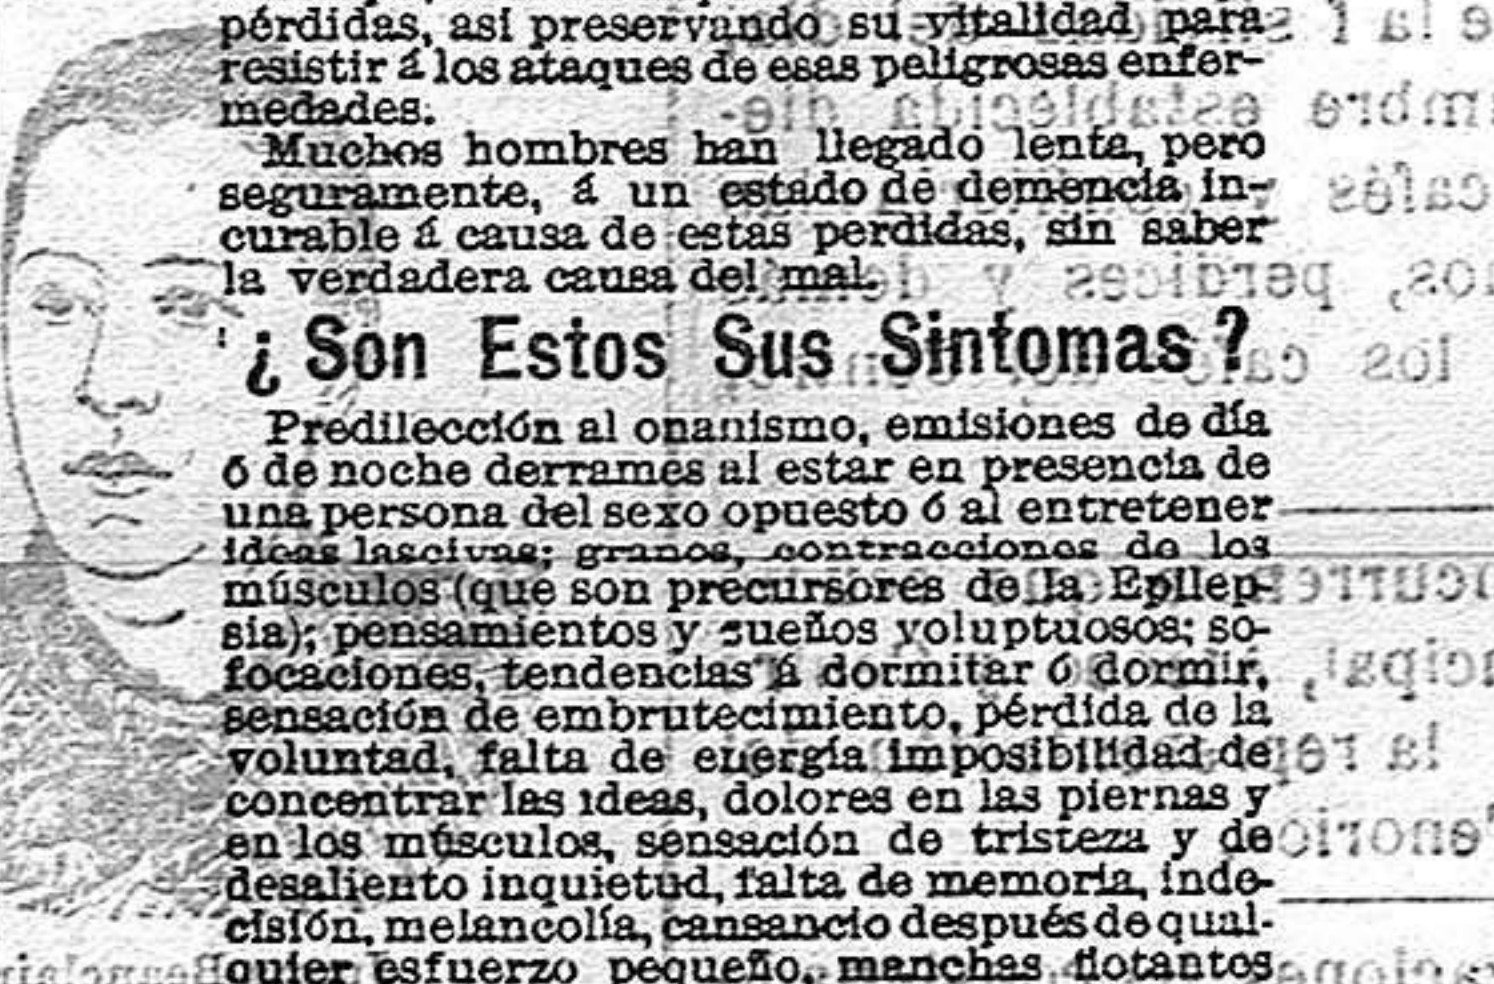 pérdidas, asi preservando su vitalidad para
resistir á los ataques de esas peligrosas enfer-
medades.
Muchos hombres han llegado lenta, pero
seguramente, á un estado de demencia in-
curable á causa de estas perdidas, sin saber
la verdadera causa del mal.
¿Son Estos Sus Sintomas?
Predilección al onanismo, emisiones de día
ó de noche derrames al estar en presencia de
una persona del sexo opuesto ó al entretener
ideas lascivas; granos, contracciones de los
músculos (que son precursores de la Epilep-
sia); pensamientos y sueños voluptuosos; so-
focaciones, tendencias á dormitar ó dormir,
sensación de embrutecimiento, pérdida de la
voluntad, falta de energía imposibilidad de
concentrar las ideas, dolores en las piernas y
en los músculos, sensación de tristeza y de
desaliento inquietud, falta de memoria, inde-
cisión, melancolía, cansancio después de qual-
quier esfuerzo pequeño, manchas flotantes